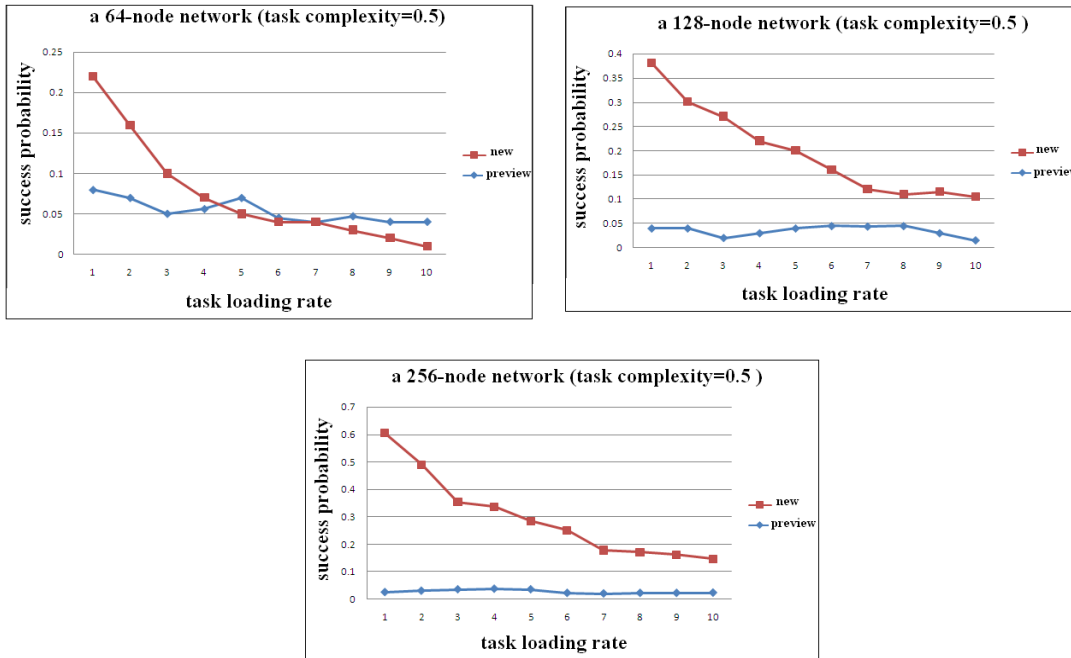 a 64-node network (task complexity=0.5)
success probability
0.25
0.2
0.15
0.1
0.05
0
1 2 3 4 5 6 7 8 9 10
task loading rate
new
preview
a 128-node network (task complexity=0.5 )
success probability
0.4
0.35
0.3
0.25
0.2
0.15
0.1
0.05
0
1 2 3 4 5 6 7 8 9 10
task loading rate
new
preview
a 256-node network (task complexity=0.5 )
success probability
0.7
0.6
0.5
0.4
0.3
0.2
0.1
0
1 2 3 4 5 6 7 8 9 10
task loading rate
new
preview